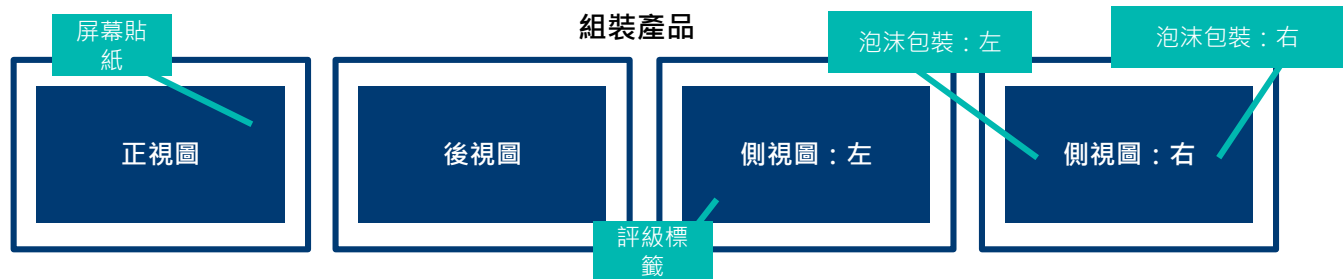 組裝產品
屏幕貼
紙
泡沫包裝：左
泡沫包裝：右
正視圖
後視圖
側視圖：左
側視圖：右
評級標
籤